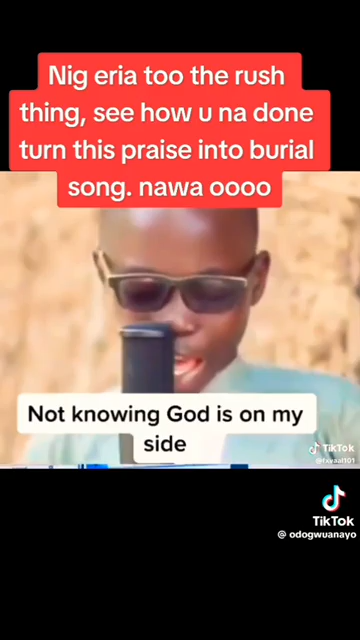 Nig eria too the rush
thing, see how u na done
turn this praise into burial
song. nawa oooo
Not knowing God is on my
side
TikTok
@fxvaal101
TikTok
@ odogwuanayo